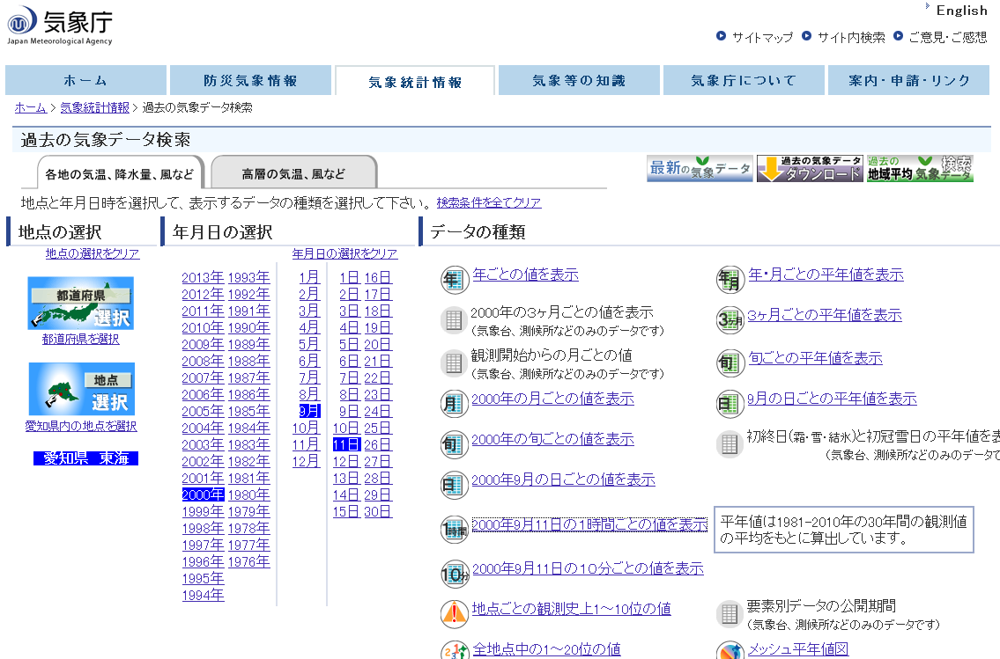 気象庁
Japan Meteorological Agency
English
サイトマップ サイト内検索 ご意見・ご感想
ホーム 防災気象情報 気象統計情報 気象等の知識 気象庁について 案内・申請・リンク
ホーム > 気象統計情報 > 過去の気象データ検索
過去の気象データ検索
各地の気温、降水量、風など 高層の気温、風など
最新の気象データ
過去の気象データ ダウンロード
過去の 検索 地域平均気象データ
地点と年月日時を選択して、表示するデータの種類を選択して下さい。 検索条件を全てクリア
地点の選択
地点の選択をクリア
都道府県 選択
都道府県を選択
地点 選択
愛知県内の地点を選択
愛知県 東海
年月日の選択
年月日の選択をクリア
2013年 1993年 1月 1日 16日
2012年 1992年 2月 2日 17日
2011年 1991年 3月 3日 18日
2010年 1990年 4月 4日 19日
2009年 1989年 5月 5日 20日
2008年 1988年 6月 6日 21日
2007年 1987年 7月 7日 22日
2006年 1986年 8月 8日 23日
2005年 1985年 9月 9日 24日
2004年 1984年 10月 10日 25日
2003年 1983年 11月 11日 26日
2002年 1982年 12月 12日 27日
2001年 1981年 13日 28日
2000年 1980年 14日 29日
1999年 1979年 15日 30日
1998年 1978年
1997年 1977年
1996年 1976年
1995年
1994年
データの種類
年 年ごとの値を表示
2000年の3ヶ月ごとの値を表示
(気象台、測候所などのみのデータです)
観測開始からの月ごとの値
(気象台、測候所などのみのデータです)
月 2000年の月ごとの値を表示
旬 2000年の旬ごとの値を表示
日 2000年9月の日ごとの値を表示
1時間 2000年9月11日の1時間ごとの値を表示
10分 2000年9月11日の10分ごとの値を表示
地点ごとの観測史上1~10位の値
全地点中の1~20位の値
年月 年・月ごとの平年値を表示
3ヶ月 3ヶ月ごとの平年値を表示
旬 旬ごとの平年値を表示
日 9月の日ごとの平年値を表示
初終日(霜・雪・結氷)と初冠雪日の平年値を
(気象台、測候所などのみのデータで
平年値は1981-2010年の30年間の観測値
の平均をもとに算出しています。
要素別データの公開期間
(気象台、測候所などのみのデータです)
メッシュ平年値図